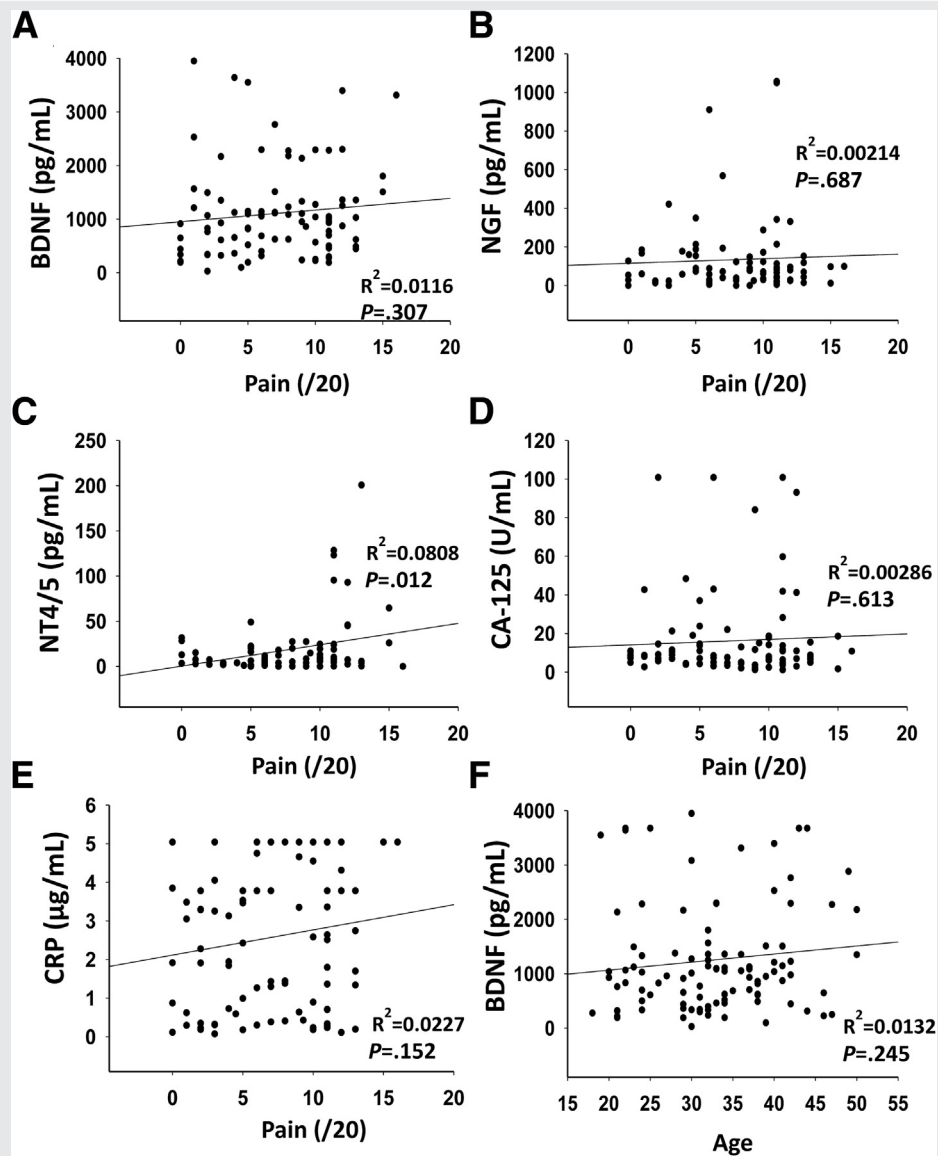 A
BDNF (pg/mL)
4000
3000
2000
1000
0
R2=0.0116
P=.307
0 5 10 15 20
Pain (/20)
B
NGF (pg/mL)
1200
1000
800
600
400
200
0
R2=0.00214
P=.687
0 5 10 15 20
Pain (/20)
C
NT4/5 (pg/mL)
250
200
150
100
50
0
R2=0.0808
P=.012
0 5 10 15 20
Pain (/20)
D
CA-125 (U/mL)
120
100
80
60
40
20
0
R2=0.00286
P=.613
0 5 10 15 20
Pain (/20)
E
CRP (µg/mL)
6
5
4
3
2
1
0
R2=0.0227
P=.152
0 5 10 15 20
Pain (/20)
F
BDNF (pg/mL)
4000
3000
2000
1000
0
R2=0.0132
P=.245
15 20 25 30 35 40 45 50 55
Age